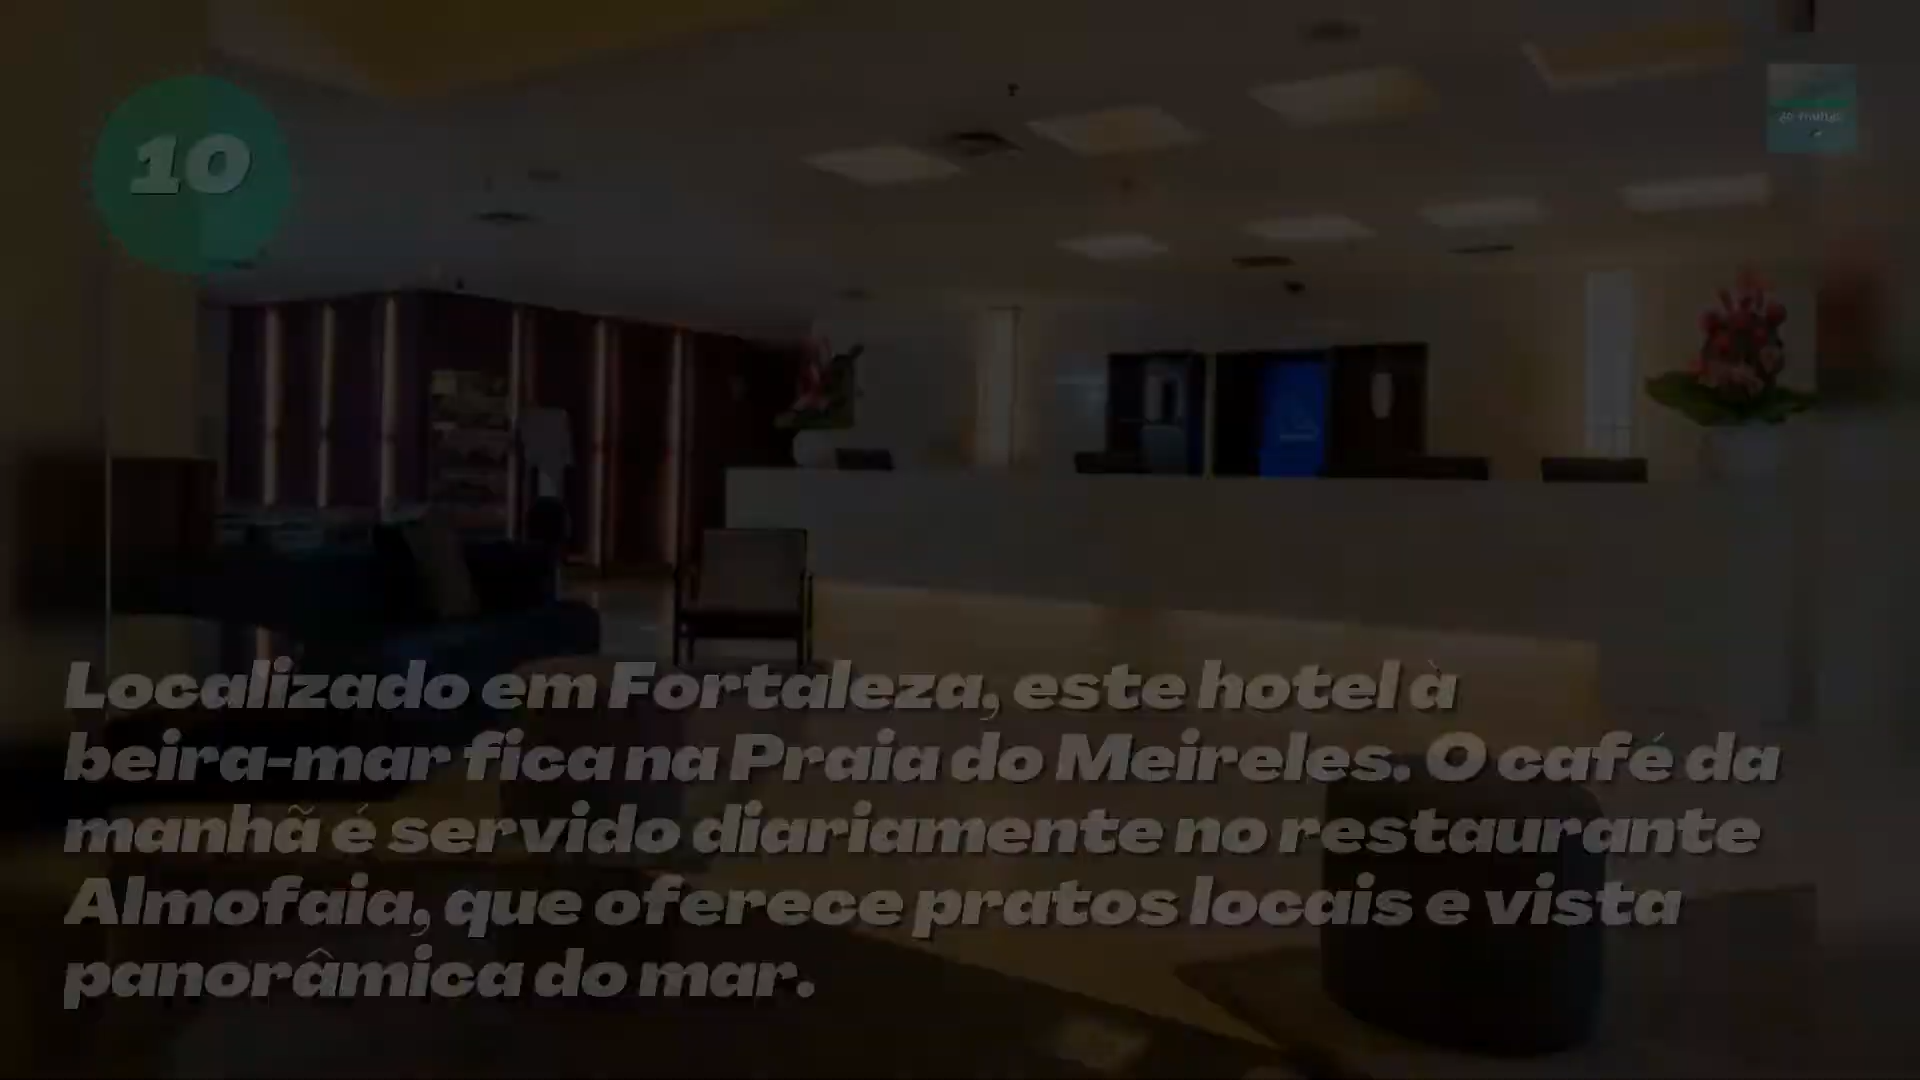 10
Localizado em Fortaleza, este hotel à
beira-mar fica na Praia do Meireles. O café da
manhã é servido diariamente no restaurante
Almofaia, que oferece pratos locais e vista
panorâmica do mar.